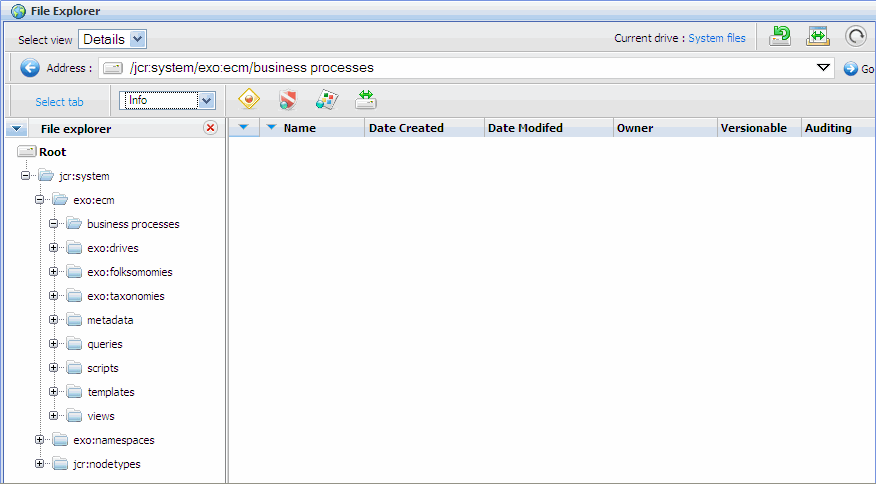 File Explorer
Select view Details Current drive : System files
Address : /jcr:system/exo:ecm/business processes Go
Select tab Info
File explorer Name Date Created Date Modifed Owner Versionable Auditing
Root
jcr:system
exo:ecm
business processes
exo:drives
exo:folksomomies
exo:taxonomies
metadata
queries
scripts
templates
views
exo:namespaces
jcr:nodetypes